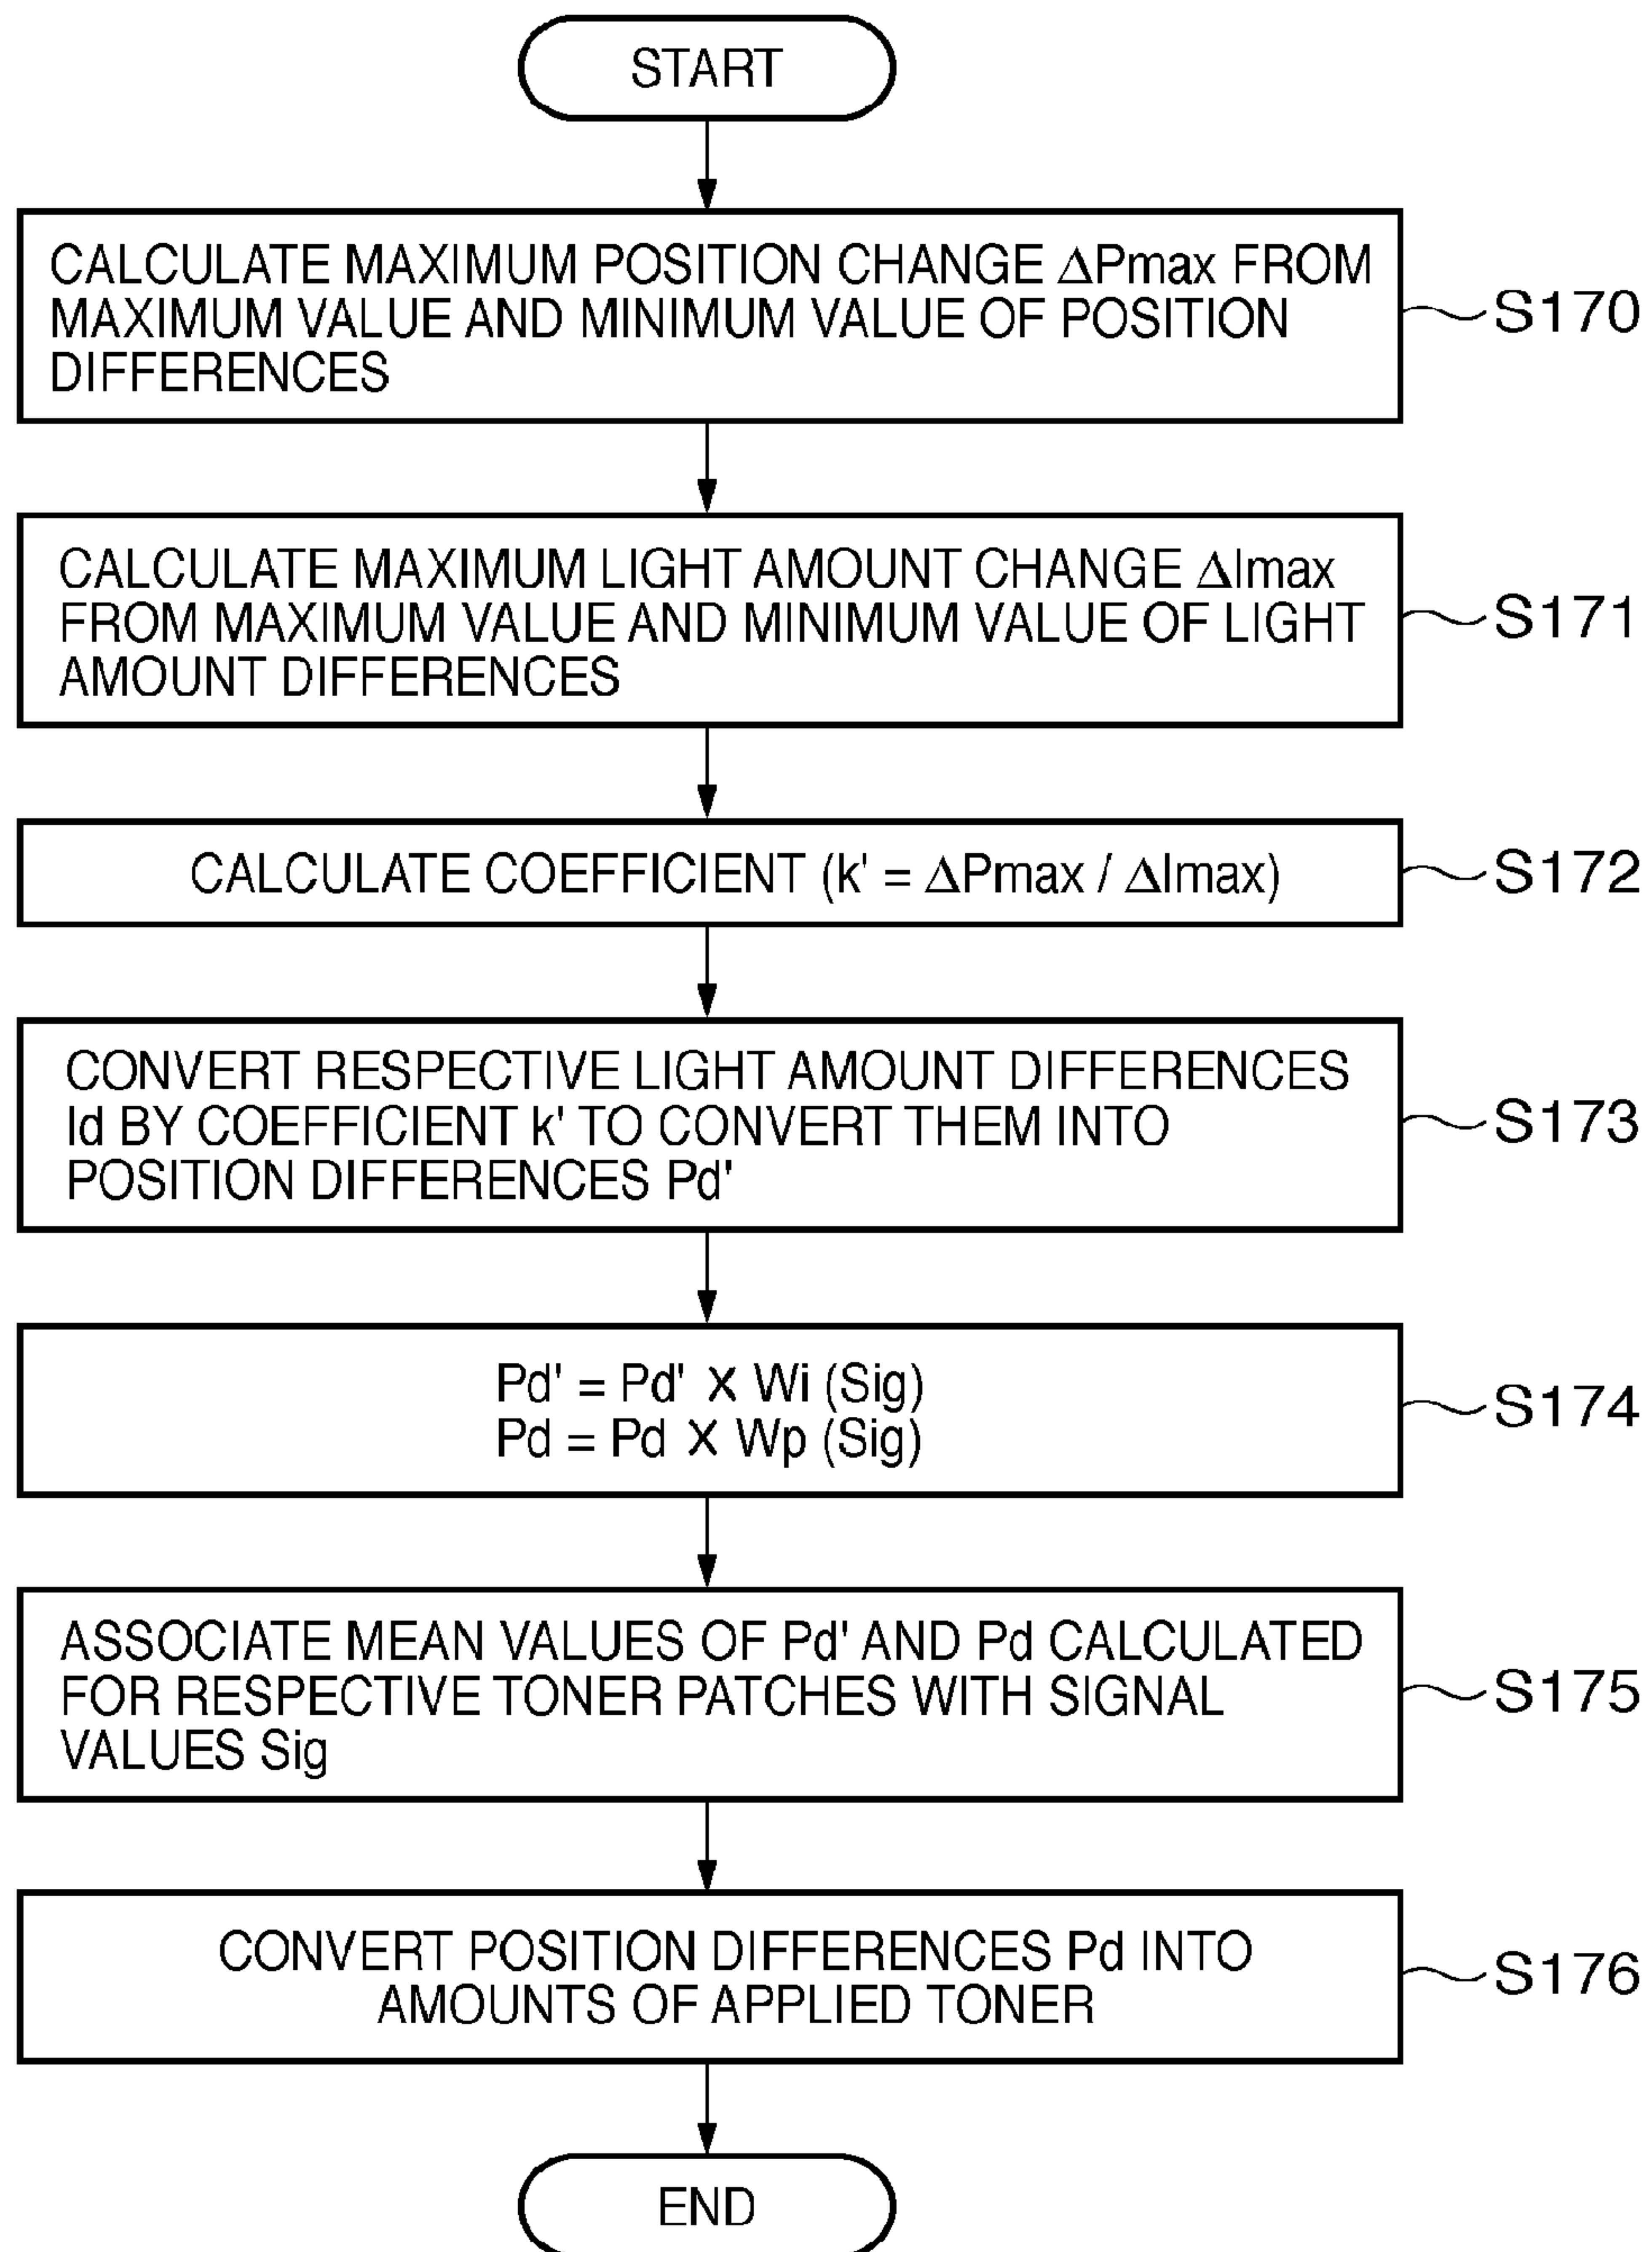 START
CALCULATE MAXIMUM POSITION CHANGE ΔPmax FROM
MAXIMUM VALUE AND MINIMUM VALUE OF POSITION
DIFFERENCES
S170
CALCULATE MAXIMUM LIGHT AMOUNT CHANGE ΔImax
FROM MAXIMUM VALUE AND MINIMUM VALUE OF LIGHT
AMOUNT DIFFERENCES
S171
CALCULATE COEFFICIENT (k' = ΔPmax / ΔImax)
S172
CONVERT RESPECTIVE LIGHT AMOUNT DIFFERENCES
Id BY COEFFICIENT k' TO CONVERT THEM INTO
POSITION DIFFERENCES Pd'
S173
Pd' = Pd' X Wi (Sig)
Pd = Pd X Wp (Sig)
S174
ASSOCIATE MEAN VALUES OF Pd' AND Pd CALCULATED
FOR RESPECTIVE TONER PATCHES WITH SIGNAL
VALUES Sig
S175
CONVERT POSITION DIFFERENCES Pd INTO
AMOUNTS OF APPLIED TONER
S176
END